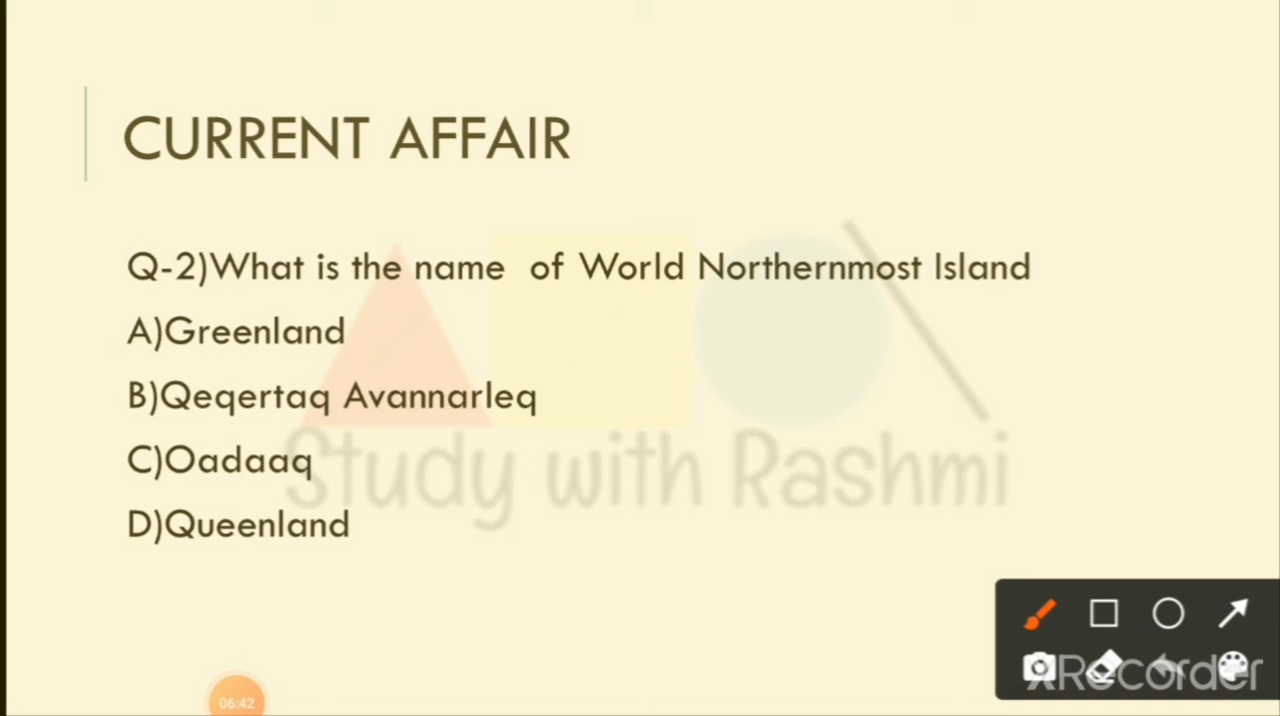 CURRENT AFFAIR
Q-2)What is the name of World Northernmost Island
A)Greenland
B)Qeqertaq Avannarleq
C)Oadaaq
D)Queenland
Study with Rashmi
XRecorder
06:42